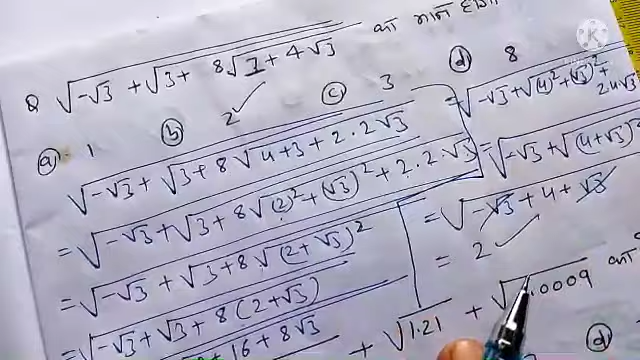 Q √(-√3 + √(3 + 8√(7 + 4√3))) का मान होगा
(a) 1 (b) 2 ✓ (c) 3 (d) 8
√(-√3 + √(3 + 8√(4+3+2·2√3)))
= √(-√3 + √(3 + 8√((2)²+(√3)²+2·2·√3)))
= √(-√3 + √(3+8√((2+√3)²)))
= √(-√3 + √(3+8(2+√3)))
16 + 8√3
= √(-√3 + √((4)²+(√3)²+2·4·√3))
= √(-√3 + √((4+√3)²))
= √(-√3 + 4 + √3)
= 2 ✓
+ √1.21 + √.0009 का
(d)